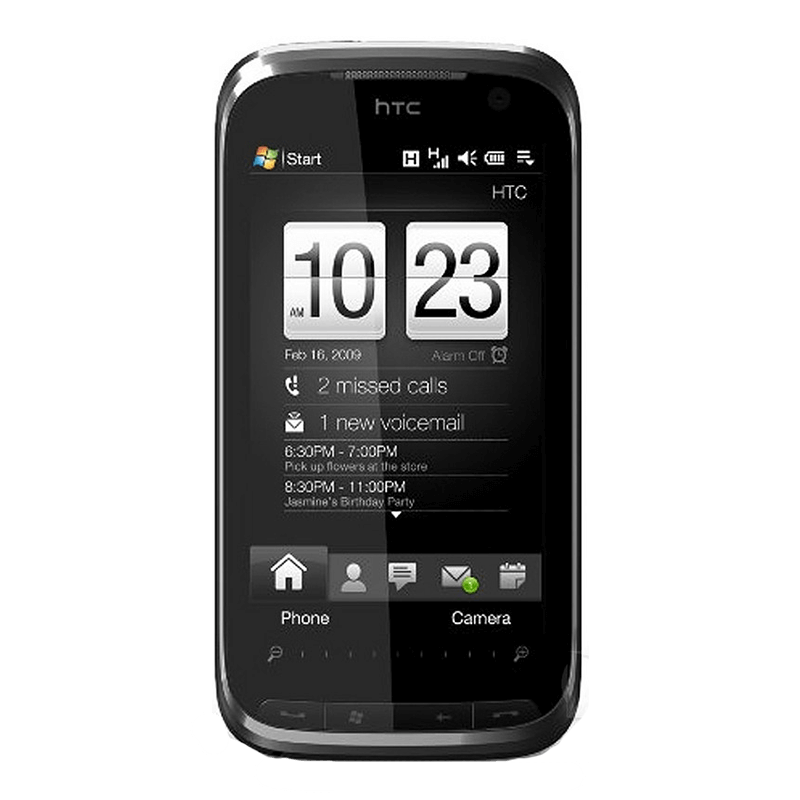 hTC
Start
HTC
10 23
AM
Feb 16, 2009 Alarm Off
2 missed calls
1 new voicemail
6:30PM - 7:00PM
Pick up flowers at the store
8:30PM - 11:00PM
Jasmine's Birthday Party
1
Phone Camera